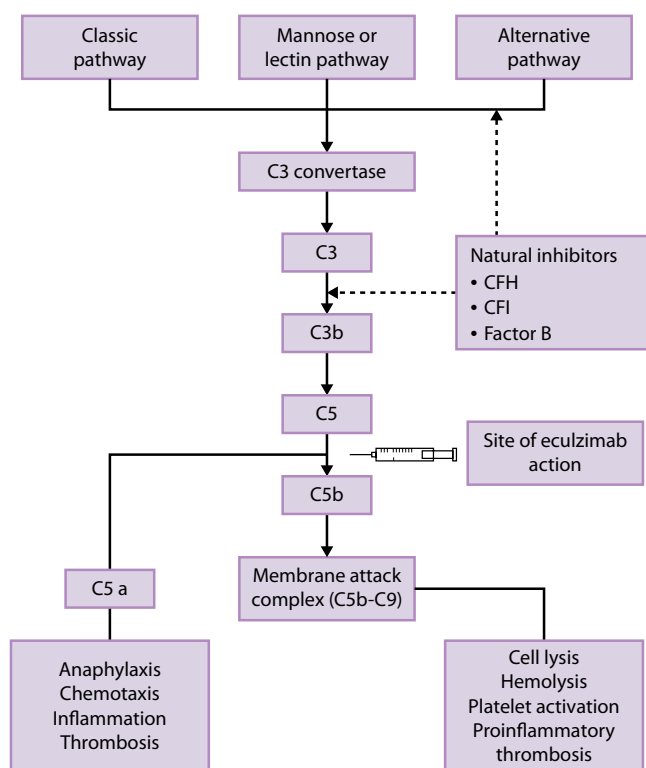 Classic
pathway
Mannose or
lectin pathway
Alternative
pathway
C3 convertase
C3
Natural inhibitors
• CFH
• CFI
• Factor B
C3b
C5
Site of eculzimab
action
C5b
C5 a
Membrane attack
complex (C5b-C9)
Anaphylaxis
Chemotaxis
Inflammation
Thrombosis
Cell lysis
Hemolysis
Platelet activation
Proinflammatory
thrombosis